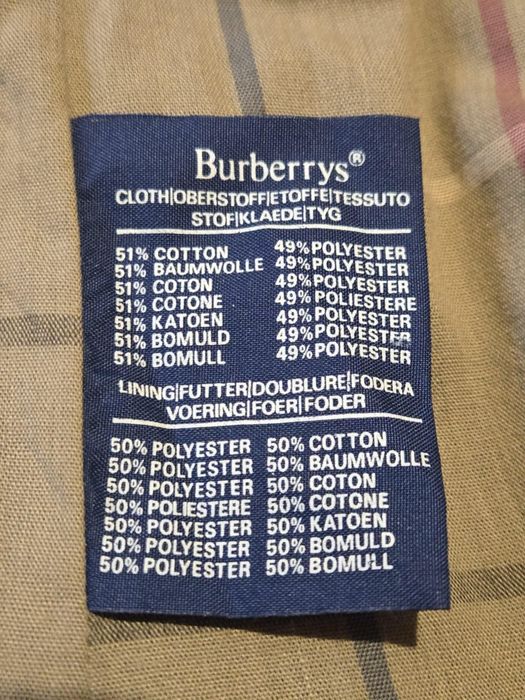 Burberrys®
CLOTH|OBERSTOFF|ETOFFE|TESSUTO
STOF|KLAEDE|TYG
51% COTTON 49% POLYESTER
51% BAUMWOLLE 49% POLYESTER
51% COTON 49% POLYESTER
51% COTONE 49% POLIESTERE
51% KATOEN 49% POLYESTER
51% BOMULD 49% POLYESTER
51% BOMULL 49% POLYESTER
LINING|FUTTER|DOUBLURE|FODERA
VOERING|FOER|FODER
50% POLYESTER 50% COTTON
50% POLYESTER 50% BAUMWOLLE
50% POLYESTER 50% COTON
50% POLIESTERE 50% COTONE
50% POLYESTER 50% KATOEN
50% POLYESTER 50% BOMULD
50% POLYESTER 50% BOMULL